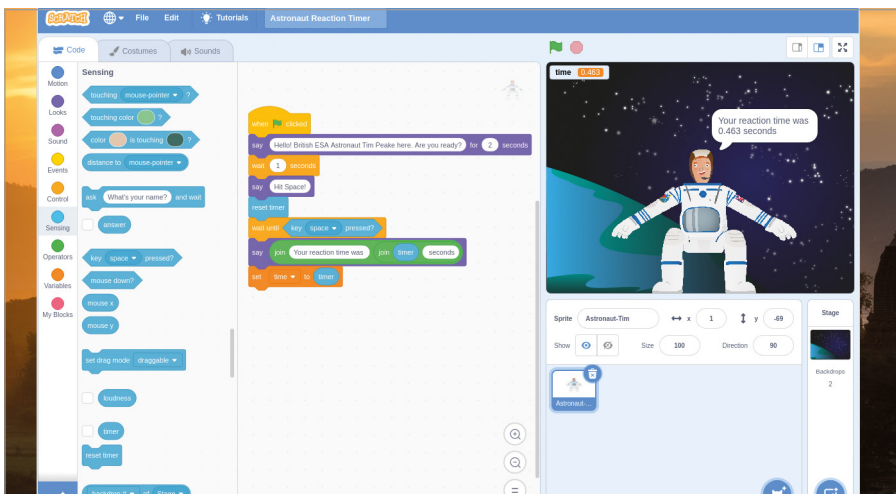 SCRATCH File Edit Tutorials Astronaut Reaction Timer
Code Costumes Sounds
Motion
Looks
Sound
Events
Control
Sensing
Operators
Variables
My Blocks
Sensing
touching mouse-pointer ?
touching color ?
color is touching ?
distance to mouse-pointer
ask What's your name? and wait
answer
key space pressed?
mouse down?
mouse x
mouse y
set drag mode draggable
loudness
timer
reset timer
backdrop # of Stage
when clicked
say Hello! British ESA Astronaut Tim Peake here. Are you ready? for 2 seconds
wait 1 seconds
say Hit Space!
reset timer
wait until key space pressed?
say join Your reaction time was join timer seconds
set time to timer
time 0.463
Your reaction time was
0.463 seconds
Sprite Astronaut-Tim x 1 y -69
Show Size 100 Direction 90
Astronaut-...
Stage
Backdrops
2